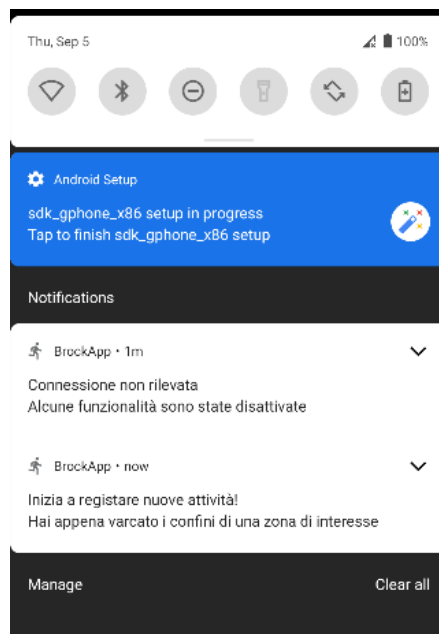 Thu, Sep 5 100%
Android Setup
sdk_gphone_x86 setup in progress
Tap to finish sdk_gphone_x86 setup
Notifications
BrockApp • 1m
Connessione non rilevata
Alcune funzionalità sono state disattivate
BrockApp • now
Inizia a registare nuove attività!
Hai appena varcato i confini di una zona di interesse
Manage Clear all